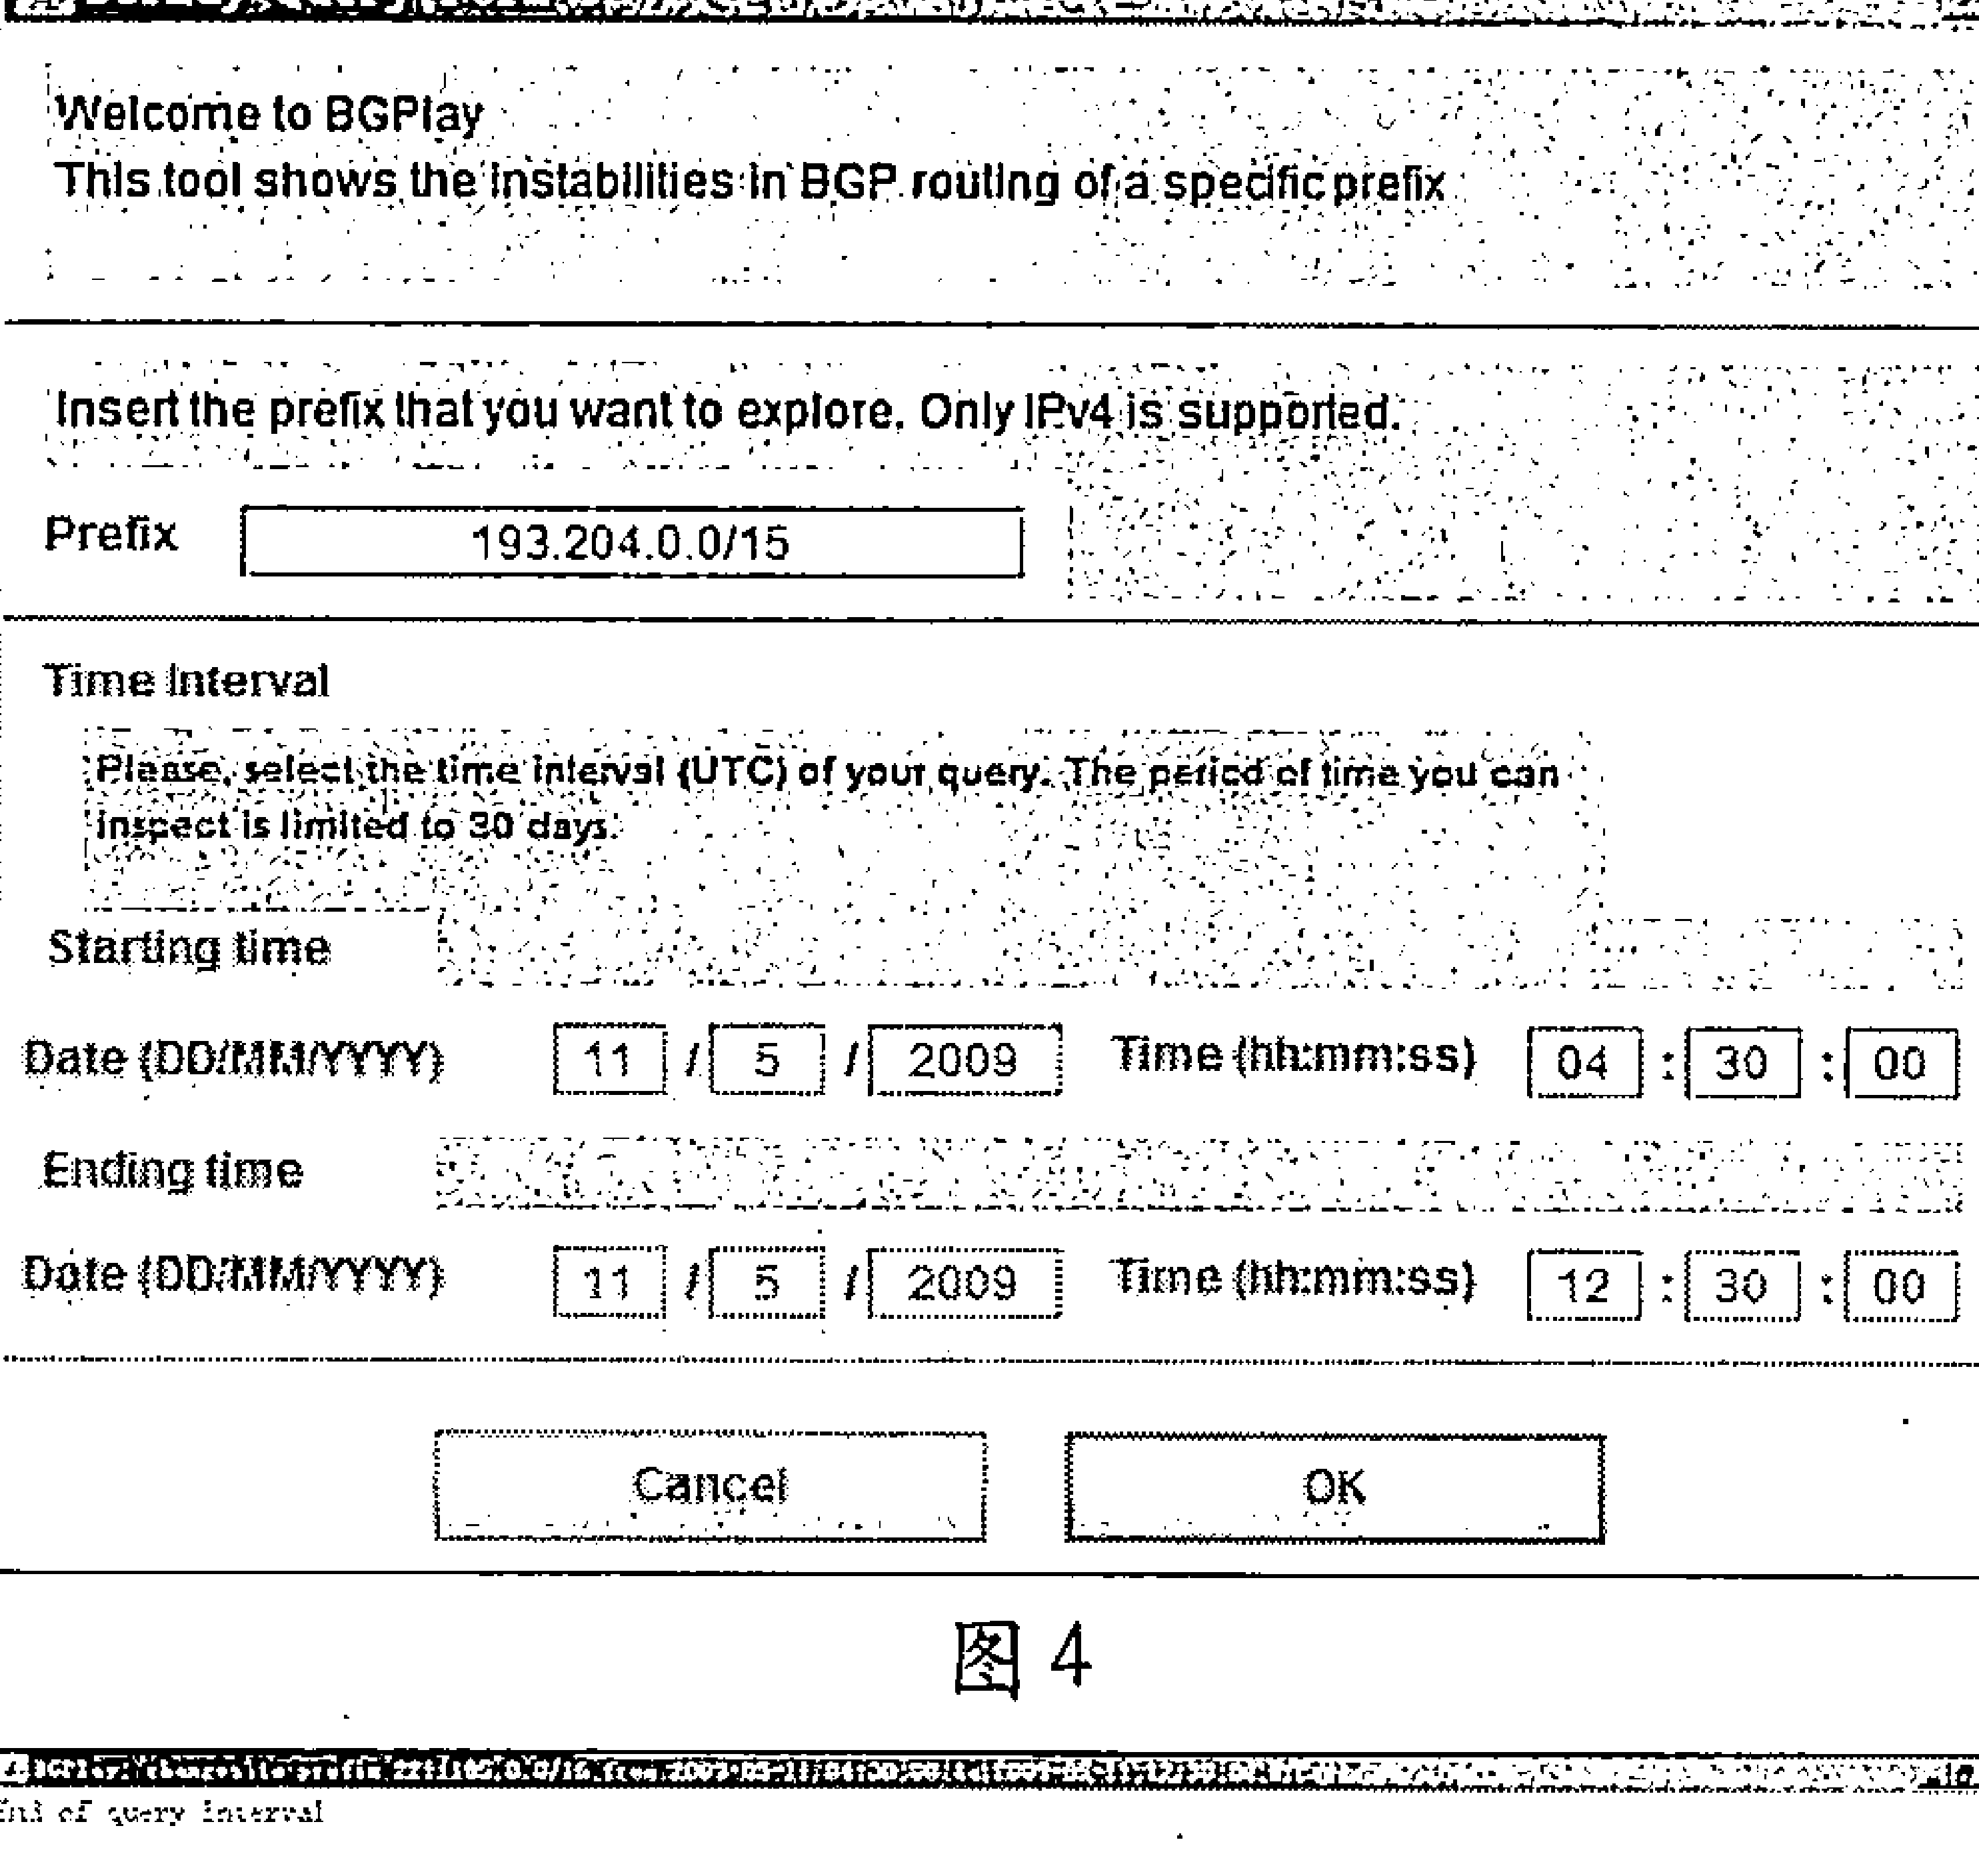 Welcome to BGPlay
This tool shows the instabilities in BGP routing of a specific prefix
Insert the prefix that you want to explore. Only IPv4 is supported.
Prefix 193.204.0.0/15
Time Interval
Please, select the time interval (UTC) of your query. The period of time you can
inspect is limited to 30 days.
Starting time
Date (DD/MM/YYYY) 11 / 5 / 2009 Time (hh:mm:ss) 04 : 30 : 00
Ending time
Date (DD/MM/YYYY) 11 / 5 / 2009 Time (hh:mm:ss) 12 : 30 : 00
Cancel OK
图 4
End of query interval